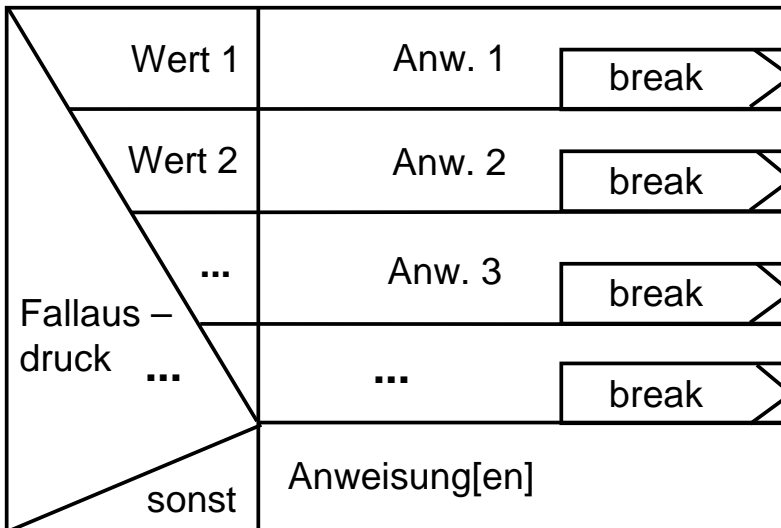 Wert 1 Anw. 1 break
Wert 2 Anw. 2 break
... Anw. 3 break
Fallaus –
druck ... ... break
sonst Anweisung[en]